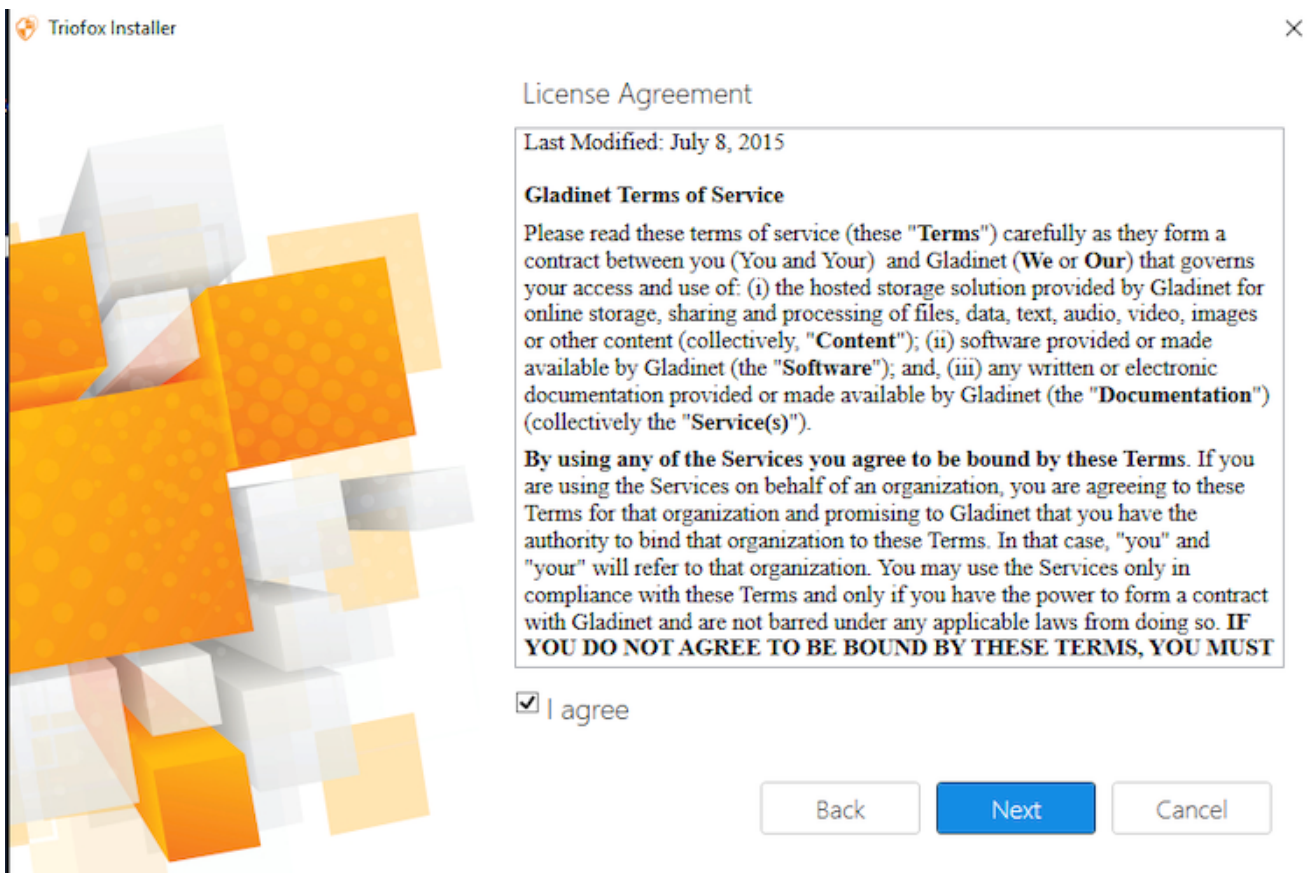 Triofox Installer
License Agreement
Last Modified: July 8, 2015
Gladinet Terms of Service
Please read these terms of service (these "Terms") carefully as they form a
contract between you (You and Your)  and Gladinet (We or Our) that governs
your access and use of: (i) the hosted storage solution provided by Gladinet for
online storage, sharing and processing of files, data, text, audio, video, images
or other content (collectively, "Content"); (ii) software provided or made
available by Gladinet (the "Software"); and, (iii) any written or electronic
documentation provided or made available by Gladinet (the "Documentation")
(collectively the "Service(s)").
By using any of the Services you agree to be bound by these Terms. If you
are using the Services on behalf of an organization, you are agreeing to these
Terms for that organization and promising to Gladinet that you have the
authority to bind that organization to these Terms. In that case, "you" and
"your" will refer to that organization. You may use the Services only in
compliance with these Terms and only if you have the power to form a contract
with Gladinet and are not barred under any applicable laws from doing so. IF
YOU DO NOT AGREE TO BE BOUND BY THESE TERMS, YOU MUST
I agree
Back
Next
Cancel